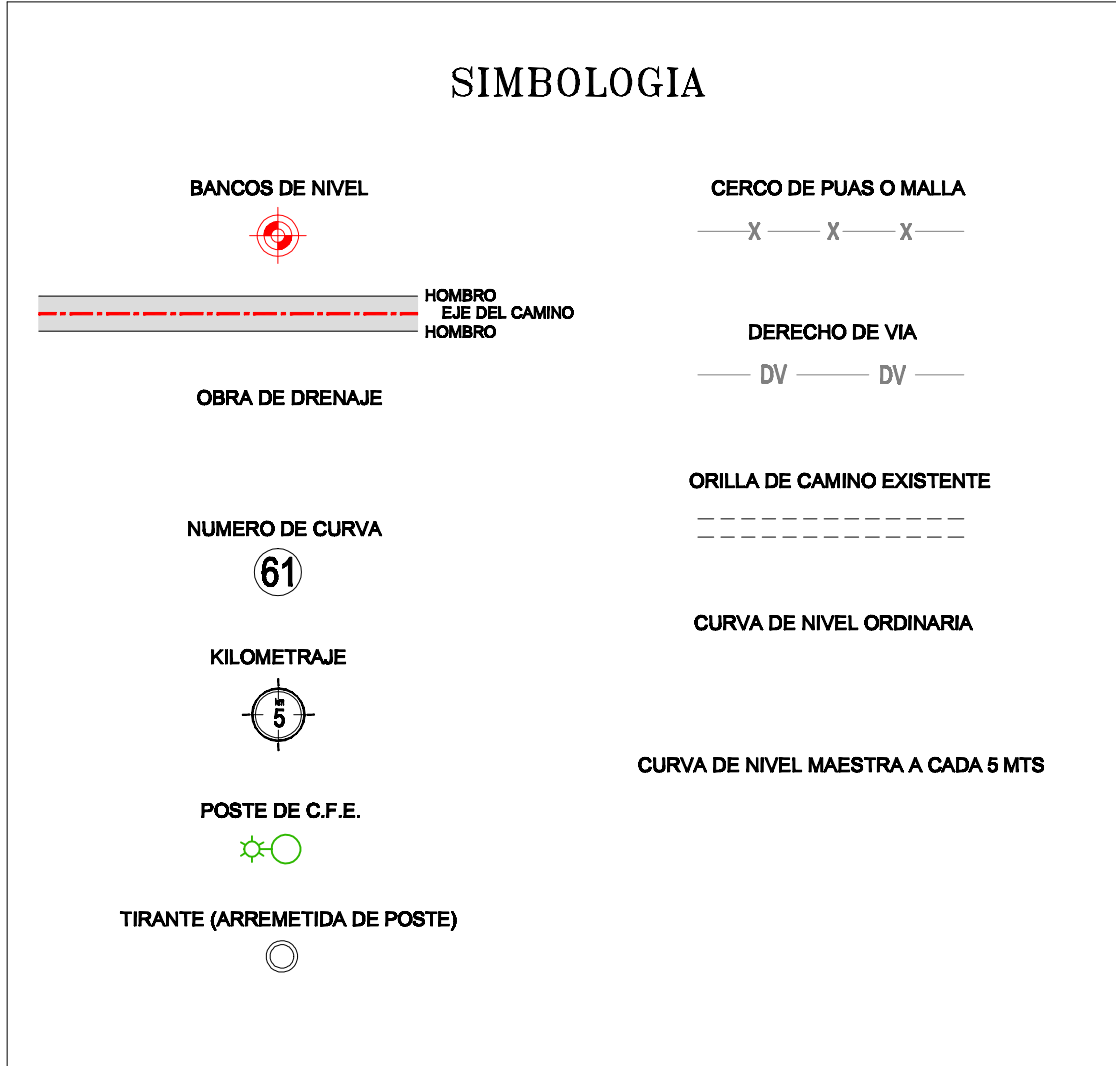 SIMBOLOGIA
BANCOS DE NIVEL
HOMBRO
EJE DEL CAMINO
HOMBRO
OBRA DE DRENAJE
NUMERO DE CURVA
61
KILOMETRAJE
km
5
POSTE DE C.F.E.
TIRANTE (ARREMETIDA DE POSTE)
CERCO DE PUAS O MALLA
X X X
DERECHO DE VIA
DV DV
ORILLA DE CAMINO EXISTENTE
CURVA DE NIVEL ORDINARIA
CURVA DE NIVEL MAESTRA A CADA 5 MTS